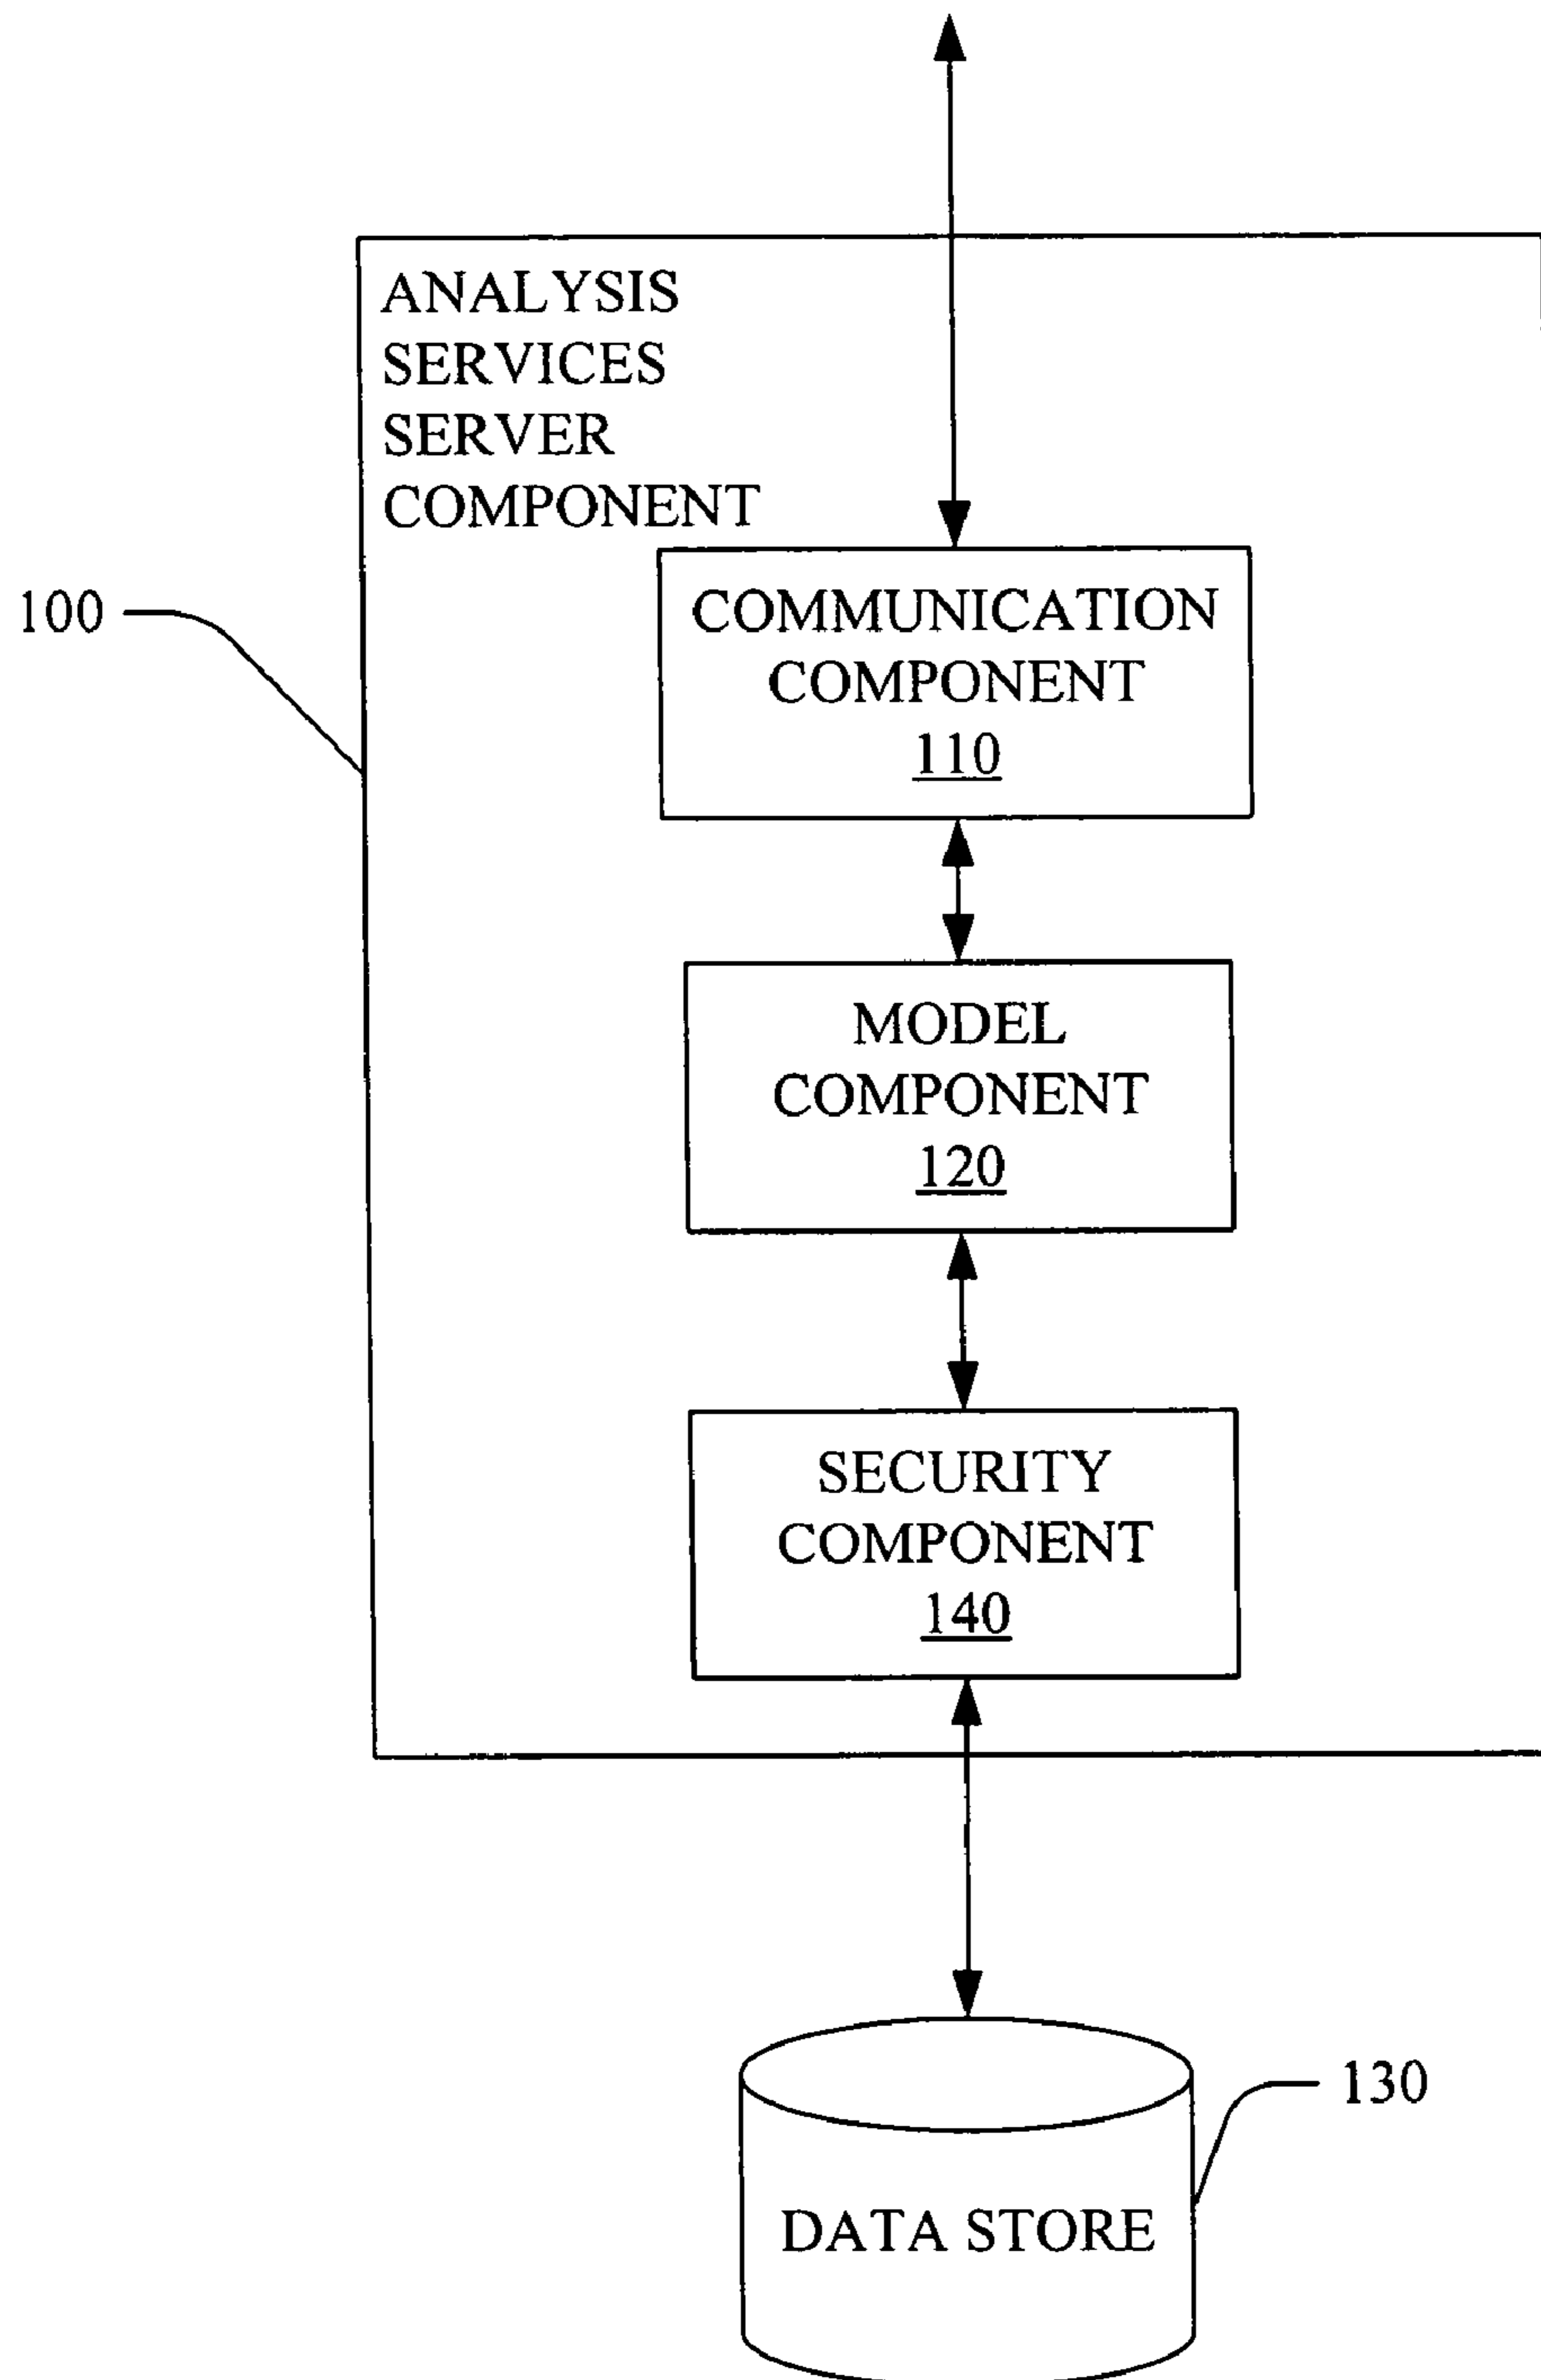 ANALYSIS
SERVICES
SERVER
COMPONENT
100
COMMUNICATION
COMPONENT
110
MODEL
COMPONENT
120
SECURITY
COMPONENT
140
130
DATA STORE